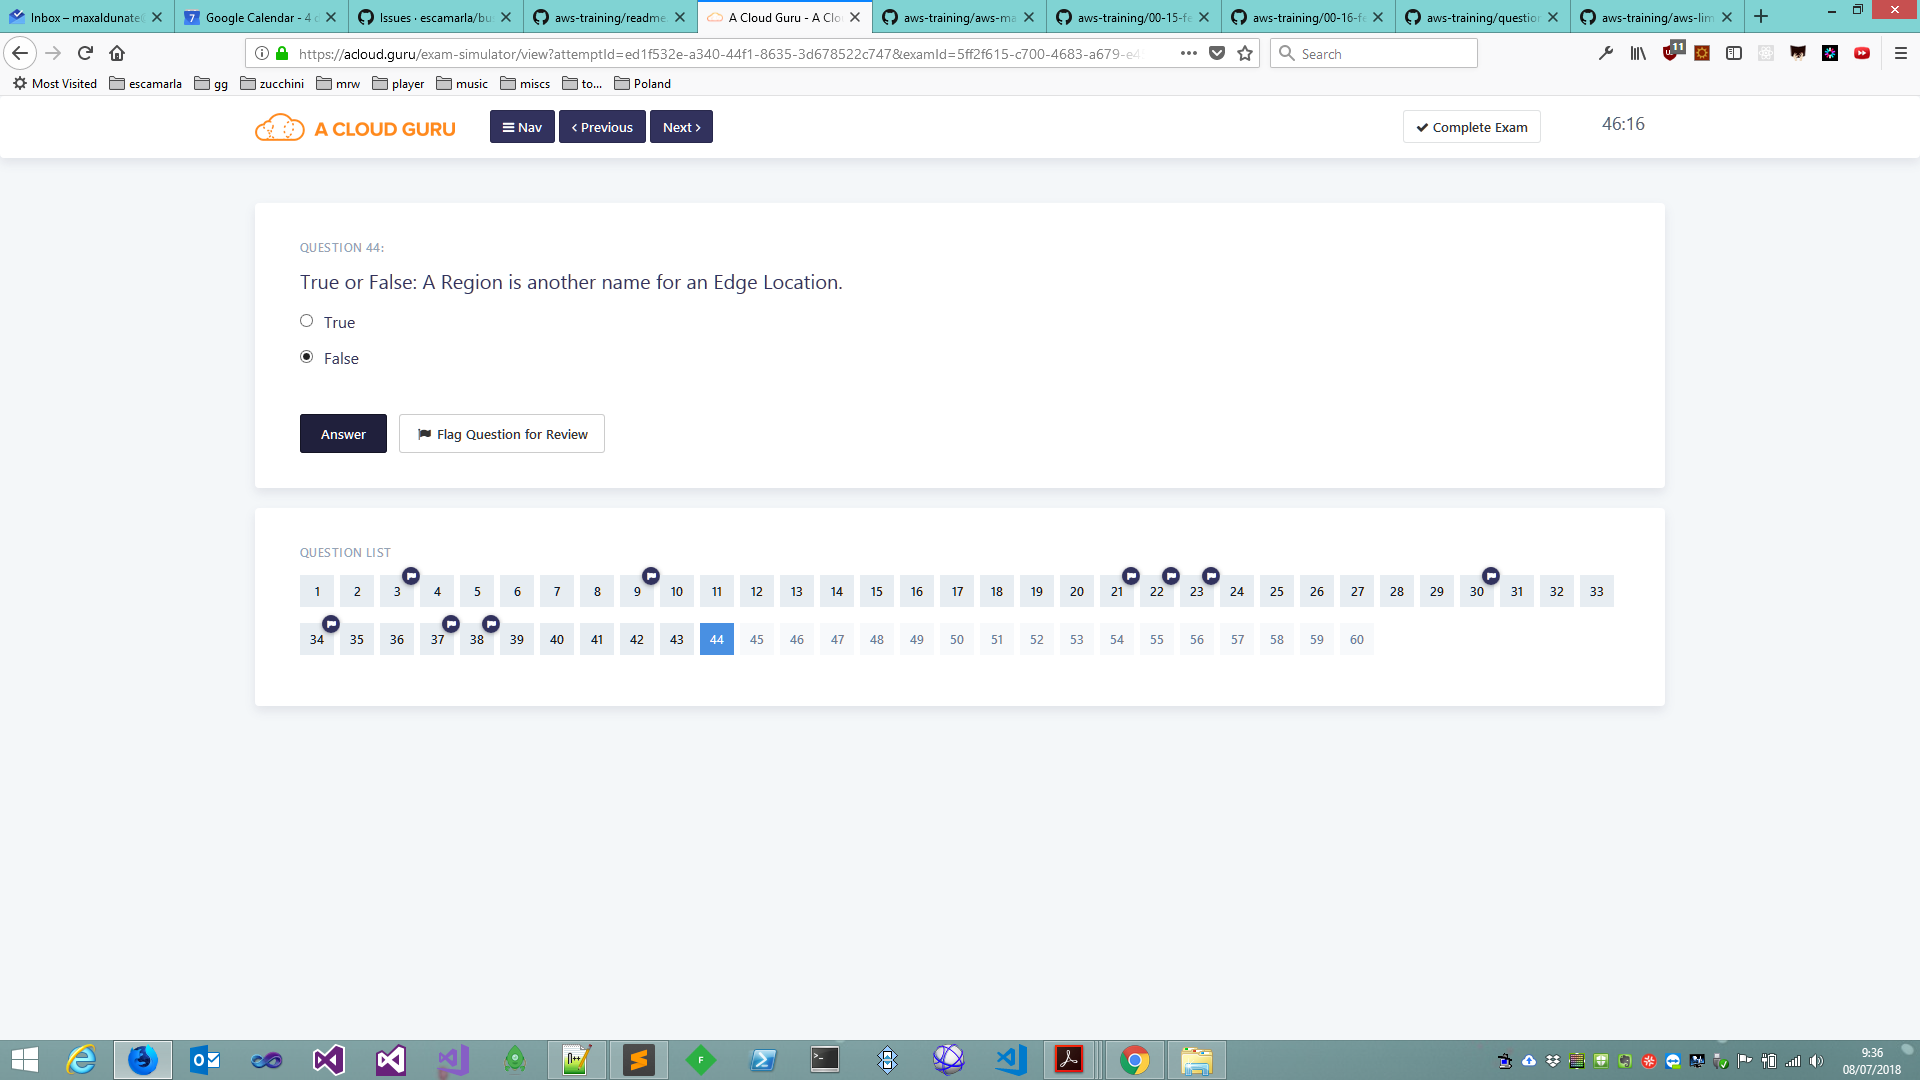 Inbox – maxaldunate
Google Calendar - 4 d
Issues · escamarla/bu
aws-training/readme.
A Cloud Guru - A Clo
aws-training/aws-ma
aws-training/00-15-fe
aws-training/00-16-fe
aws-training/question
aws-training/aws-lim
https://acloud.guru/exam-simulator/view?attemptId=ed1f532e-a340-44f1-8635-3d678522c747&examId=5ff2f615-c700-4683-a679-e4
Search
11
Most Visited
escamarla
gg
zucchini
mrw
player
music
miscs
to...
Poland
A CLOUD GURU
Nav
Previous
Next
Complete Exam
46:16
QUESTION 44:
True or False: A Region is another name for an Edge Location.
True
False
Answer
Flag Question for Review
QUESTION LIST
1 2 3 4 5 6 7 8 9 10 11 12 13 14 15 16 17 18 19 20 21 22 23 24 25 26 27 28 29 30 31 32 33
34 35 36 37 38 39 40 41 42 43 44 45 46 47 48 49 50 51 52 53 54 55 56 57 58 59 60
9:36
08/07/2018